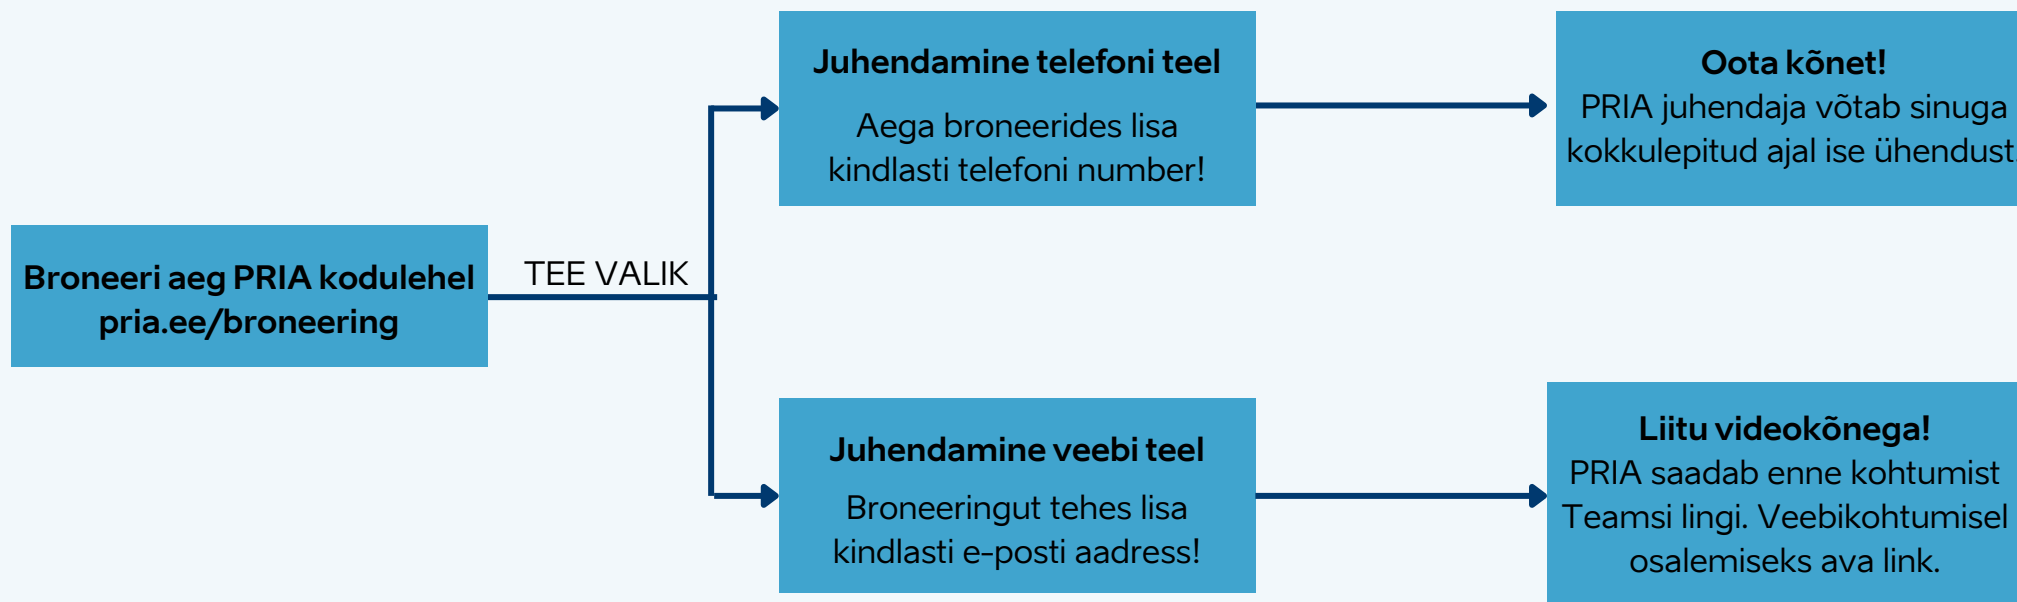 Broneeri aeg PRIA kodulehel
pria.ee/broneering
TEE VALIK
Juhendamine telefoni teel
Aega broneerides lisa
kindlasti telefoni number!
Oota kõnet!
PRIA juhendaja võtab sinuga
kokkulepitud ajal ise ühendust.
Juhendamine veebi teel
Broneeringut tehes lisa
kindlasti e-posti aadress!
Liitu videokõnega!
PRIA saadab enne kohtumist
Teamsi lingi. Veebikohtumisel
osalemiseks ava link.